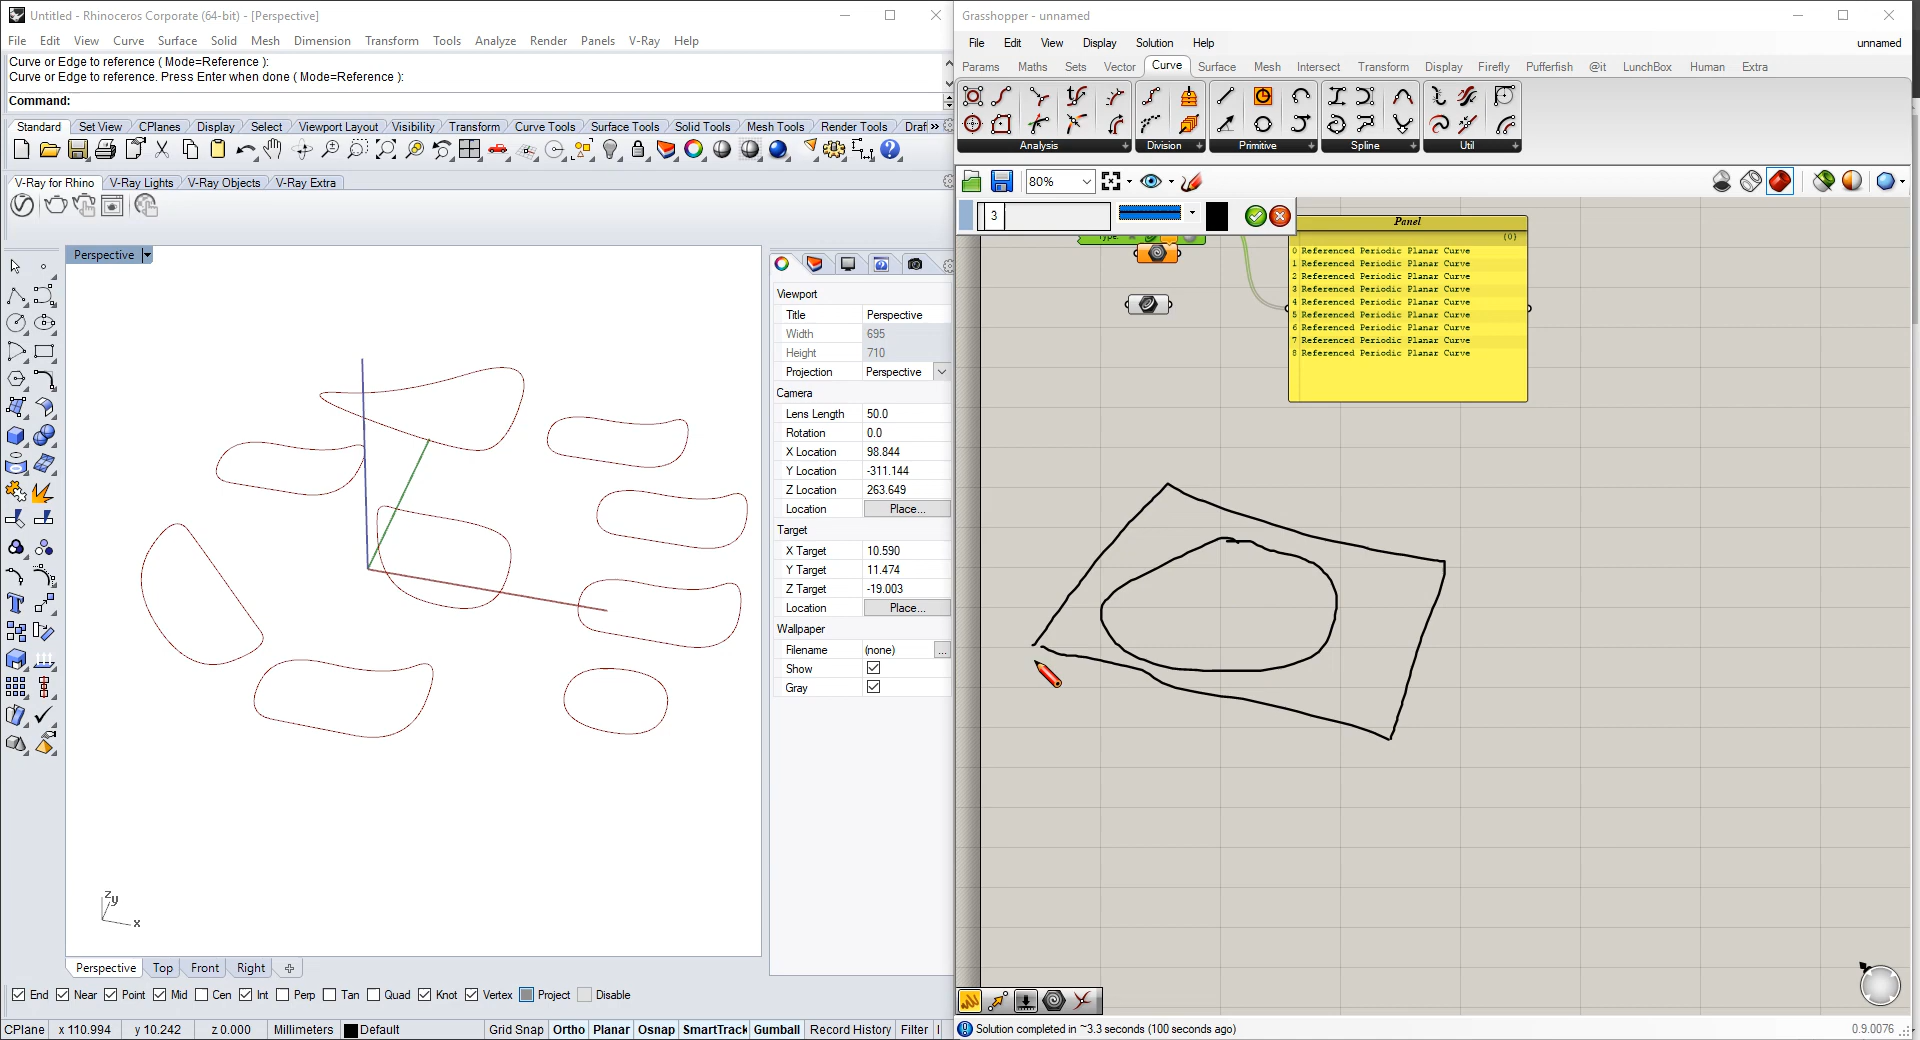 Untitled - Rhinoceros Corporate (64-bit) - [Perspective]
File Edit View Curve Surface Solid Mesh Dimension Transform Tools Analyze Render Panels V-Ray Help
Curve or Edge to reference ( Mode=Reference ):
Curve or Edge to reference. Press Enter when done ( Mode=Reference ):
Command:
Standard Set View CPlanes Display Select Viewport Layout Visibility Transform Curve Tools Surface Tools Solid Tools Mesh Tools Render Tools Draf »
V-Ray for Rhino V-Ray Lights V-Ray Objects V-Ray Extra
Perspective
z
y
x
Viewport
Title Perspective
Width 695
Height 710
Projection Perspective
Camera
Lens Length 50.0
Rotation 0.0
X Location 98.844
Y Location -311.144
Z Location 263.649
Location Place...
Target
X Target 10.590
Y Target 11.474
Z Target -19.003
Location Place...
Wallpaper
Filename (none) ...
Show
Gray
Perspective Top Front Right
End Near Point Mid Cen Int Perp Tan Quad Knot Vertex Project Disable
CPlane x 110.994 y 10.242 z 0.000 Millimeters Default Grid Snap Ortho Planar Osnap SmartTrack Gumball Record History Filter
Grasshopper - unnamed
File Edit View Display Solution Help unnamed
Params Maths Sets Vector Curve Surface Mesh Intersect Transform Display Firefly Pufferfish @it LunchBox Human Extra
Analysis Division Primitive Spline Util
80%
3
Panel
{0}
0 Referenced Periodic Planar Curve
1 Referenced Periodic Planar Curve
2 Referenced Periodic Planar Curve
3 Referenced Periodic Planar Curve
4 Referenced Periodic Planar Curve
5 Referenced Periodic Planar Curve
6 Referenced Periodic Planar Curve
7 Referenced Periodic Planar Curve
8 Referenced Periodic Planar Curve
Solution completed in ~3.3 seconds (100 seconds ago) 0.9.0076